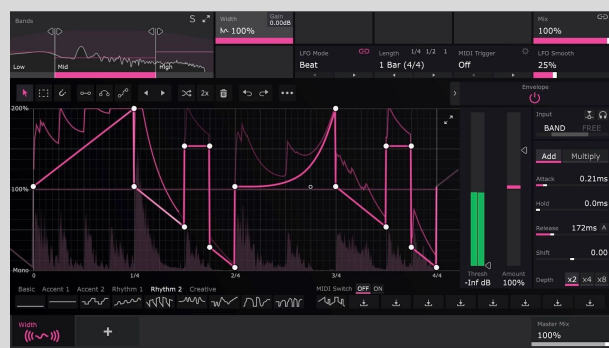 Bands
S
Width
100%
Gain
0.00dB
Mix
100%
LFO Mode
Beat
Length 1/4 1/2 1
1 Bar (4/4)
MIDI Trigger
Off
LFO Smooth
25%
Low Mid High
2x
Envelope
200%
100%
Mono
0 1/4 2/4 3/4 4/4
Input
BAND FREE
Add Multiply
Attack 0.21ms
Hold 0.0ms
Release 172ms A
Shift 0.00
Depth x2 x4 x8
Thresh Amount
-Inf dB 100%
Basic Accent 1 Accent 2 Rhythm 1 Rhythm 2 Creative
MIDI Switch OFF ON
Width
+
Master Mix
100%